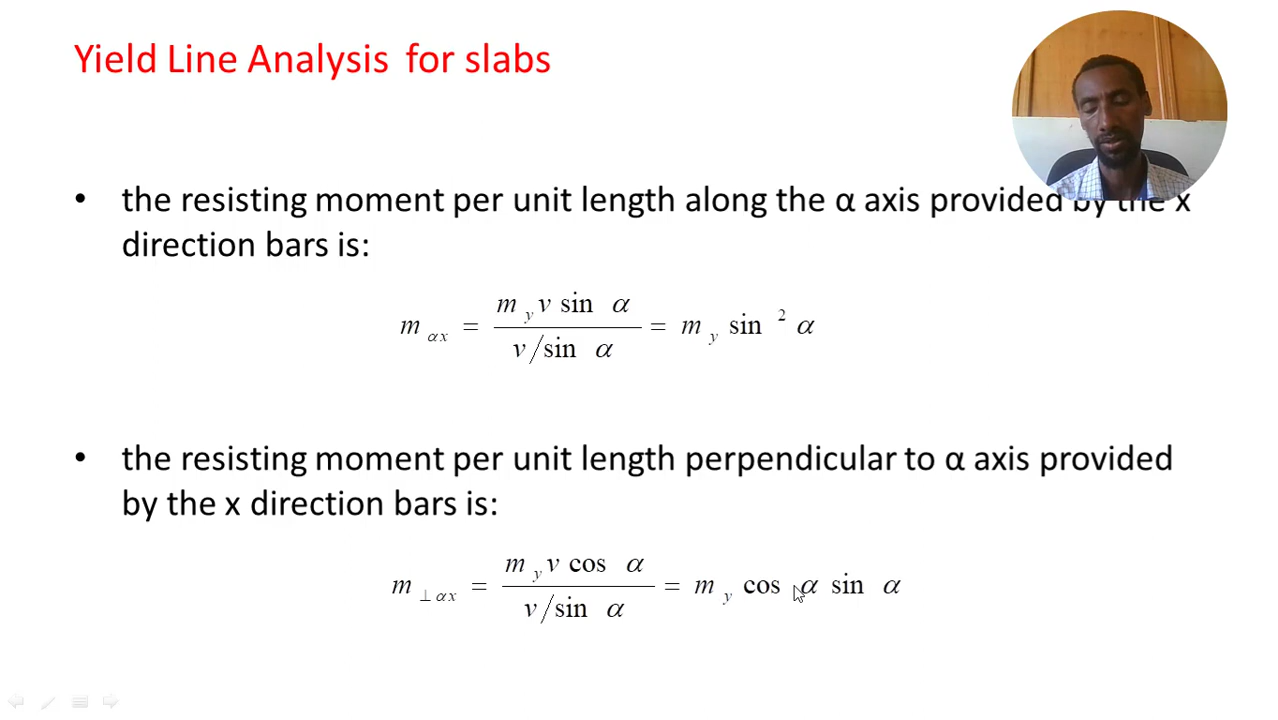 Yield Line Analysis for slabs
• the resisting moment per unit length along the α axis provided by the x
direction bars is:
m αx = m y v sin α / v/sin α = m y sin 2 α
• the resisting moment per unit length perpendicular to α axis provided
by the x direction bars is:
m ⊥αx = m y v cos α / v/sin α = m y cos α sin α